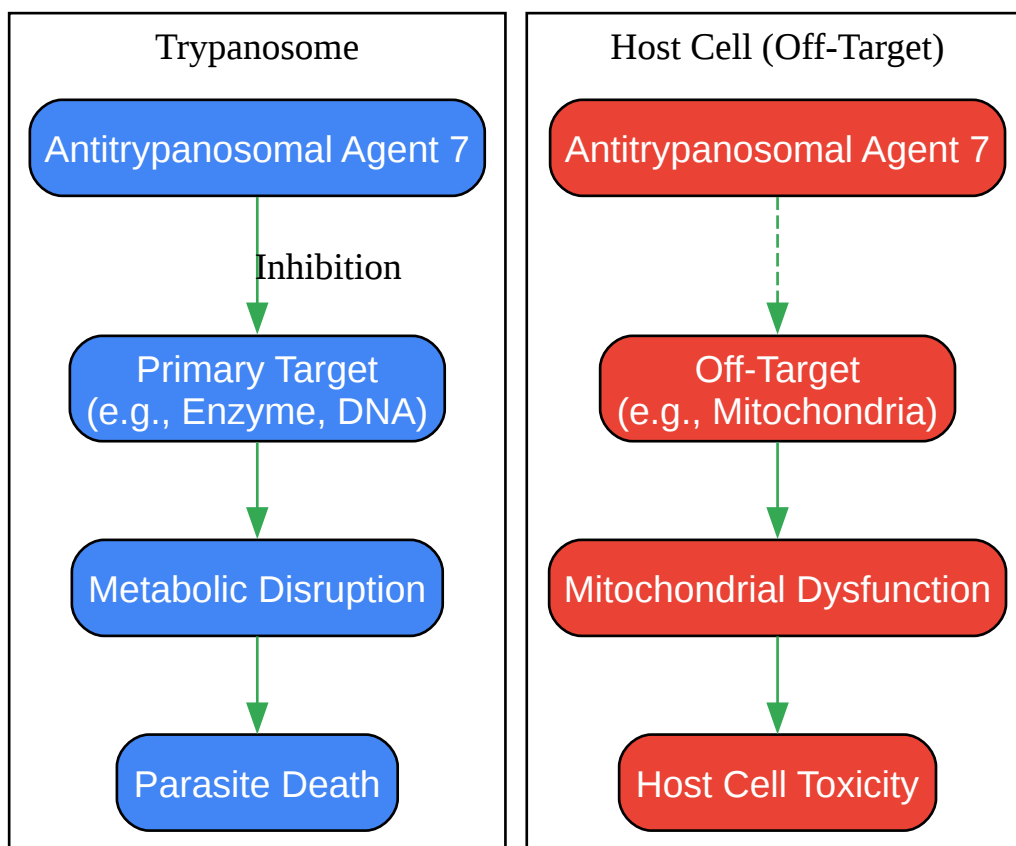 Trypanosome
Antitrypanosomal Agent 7
Inhibition
Primary Target
(e.g., Enzyme, DNA)
Metabolic Disruption
Parasite Death
Host Cell (Off-Target)
Antitrypanosomal Agent 7
Off-Target
(e.g., Mitochondria)
Mitochondrial Dysfunction
Host Cell Toxicity